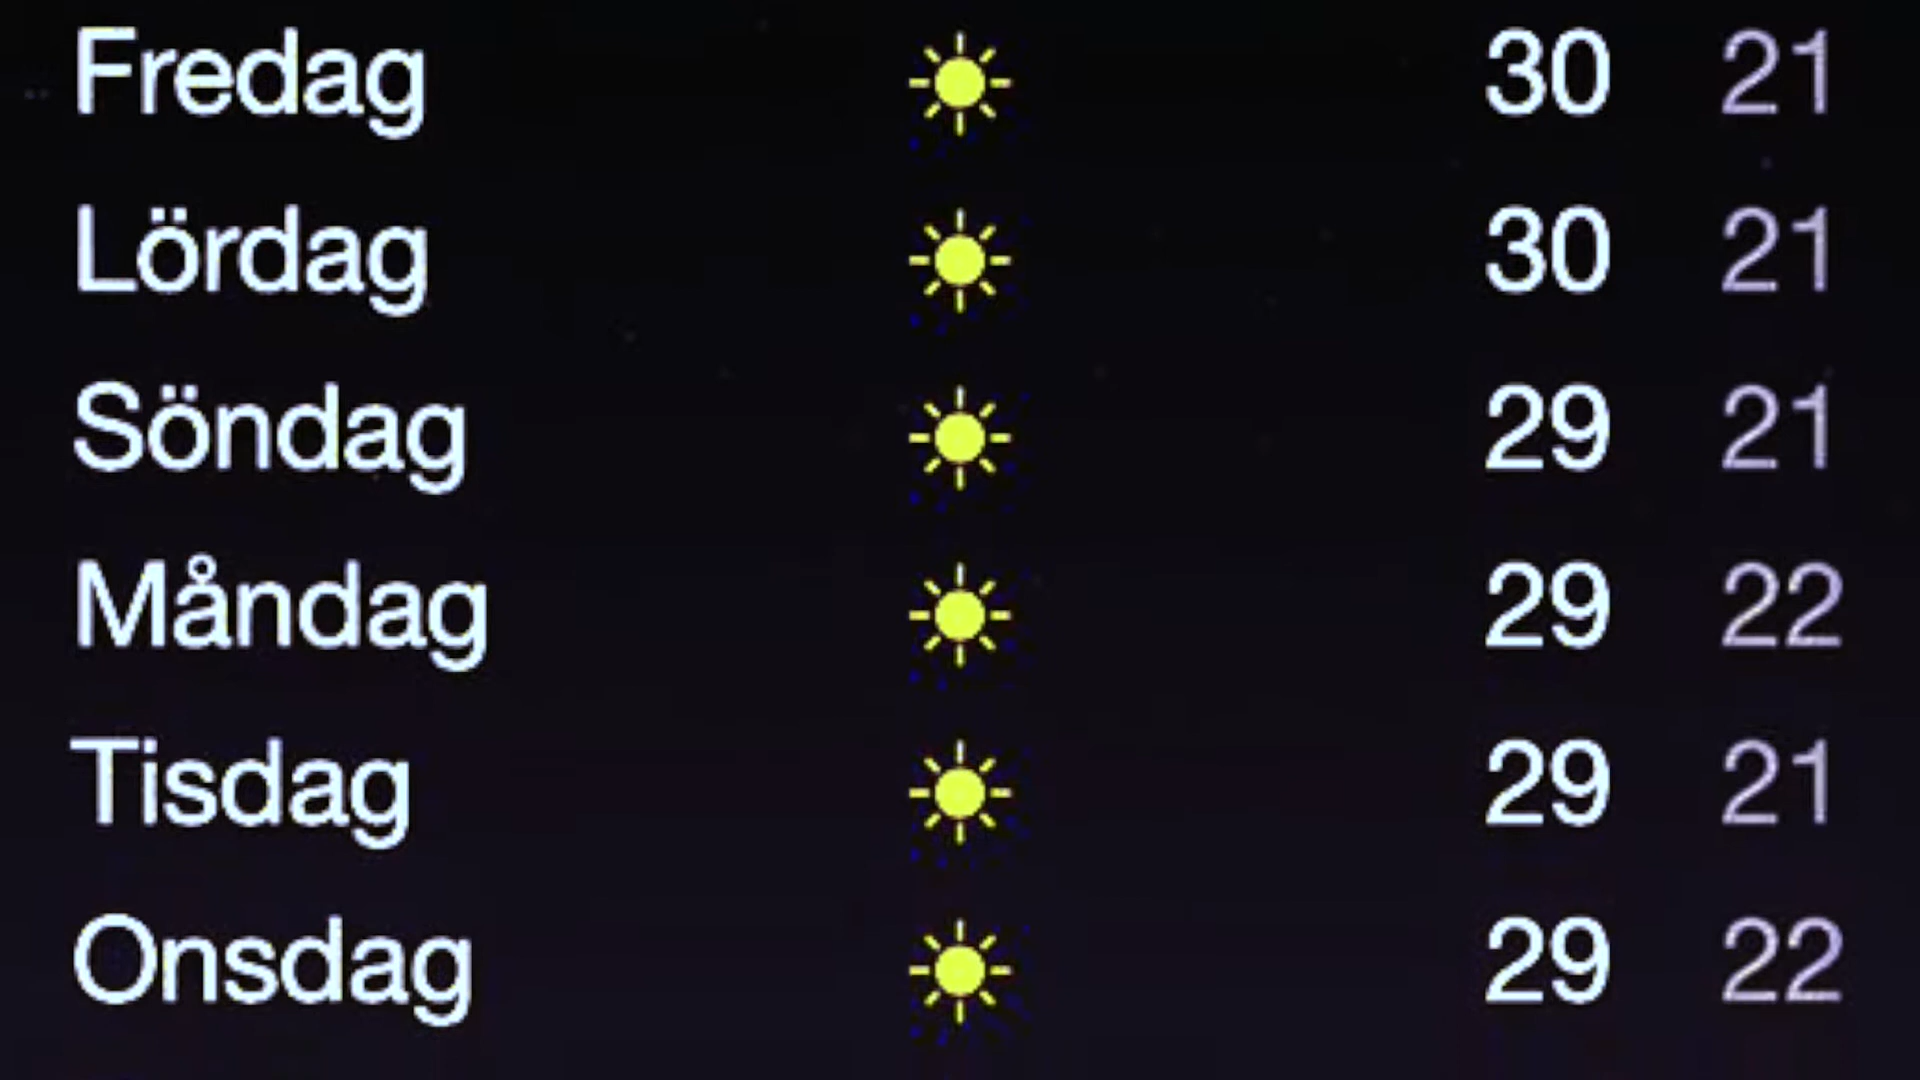 Fredag 30 21
Lördag 30 21
Söndag 29 21
Måndag 29 22
Tisdag 29 21
Onsdag 29 22